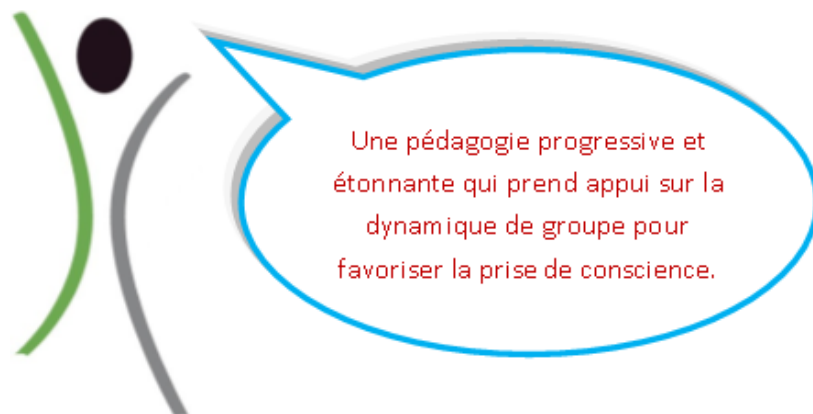 Une pédagogie progressive et
étonnante qui prend appui sur la
dynamique de groupe pour
favoriser la prise de conscience.